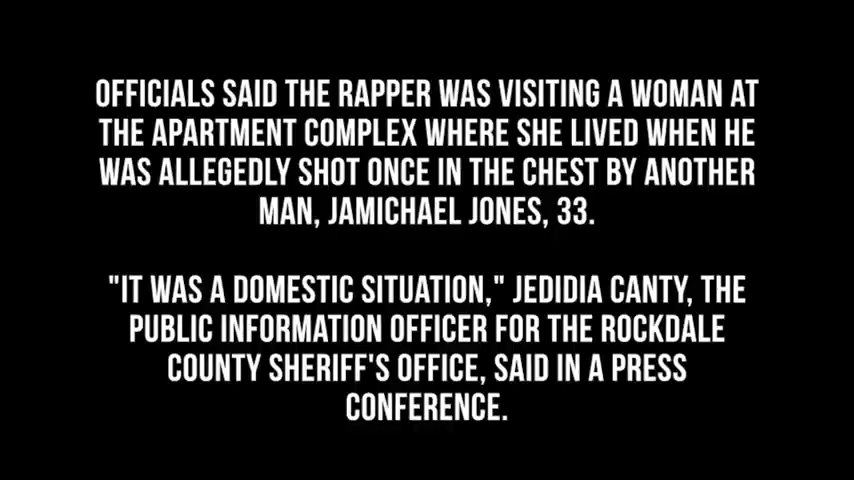 OFFICIALS SAID THE RAPPER WAS VISITING A WOMAN AT
THE APARTMENT COMPLEX WHERE SHE LIVED WHEN HE
WAS ALLEGEDLY SHOT ONCE IN THE CHEST BY ANOTHER
MAN, JAMICHAEL JONES, 33.
"IT WAS A DOMESTIC SITUATION," JEDIDIA CANTY, THE
PUBLIC INFORMATION OFFICER FOR THE ROCKDALE
COUNTY SHERIFF'S OFFICE, SAID IN A PRESS
CONFERENCE.